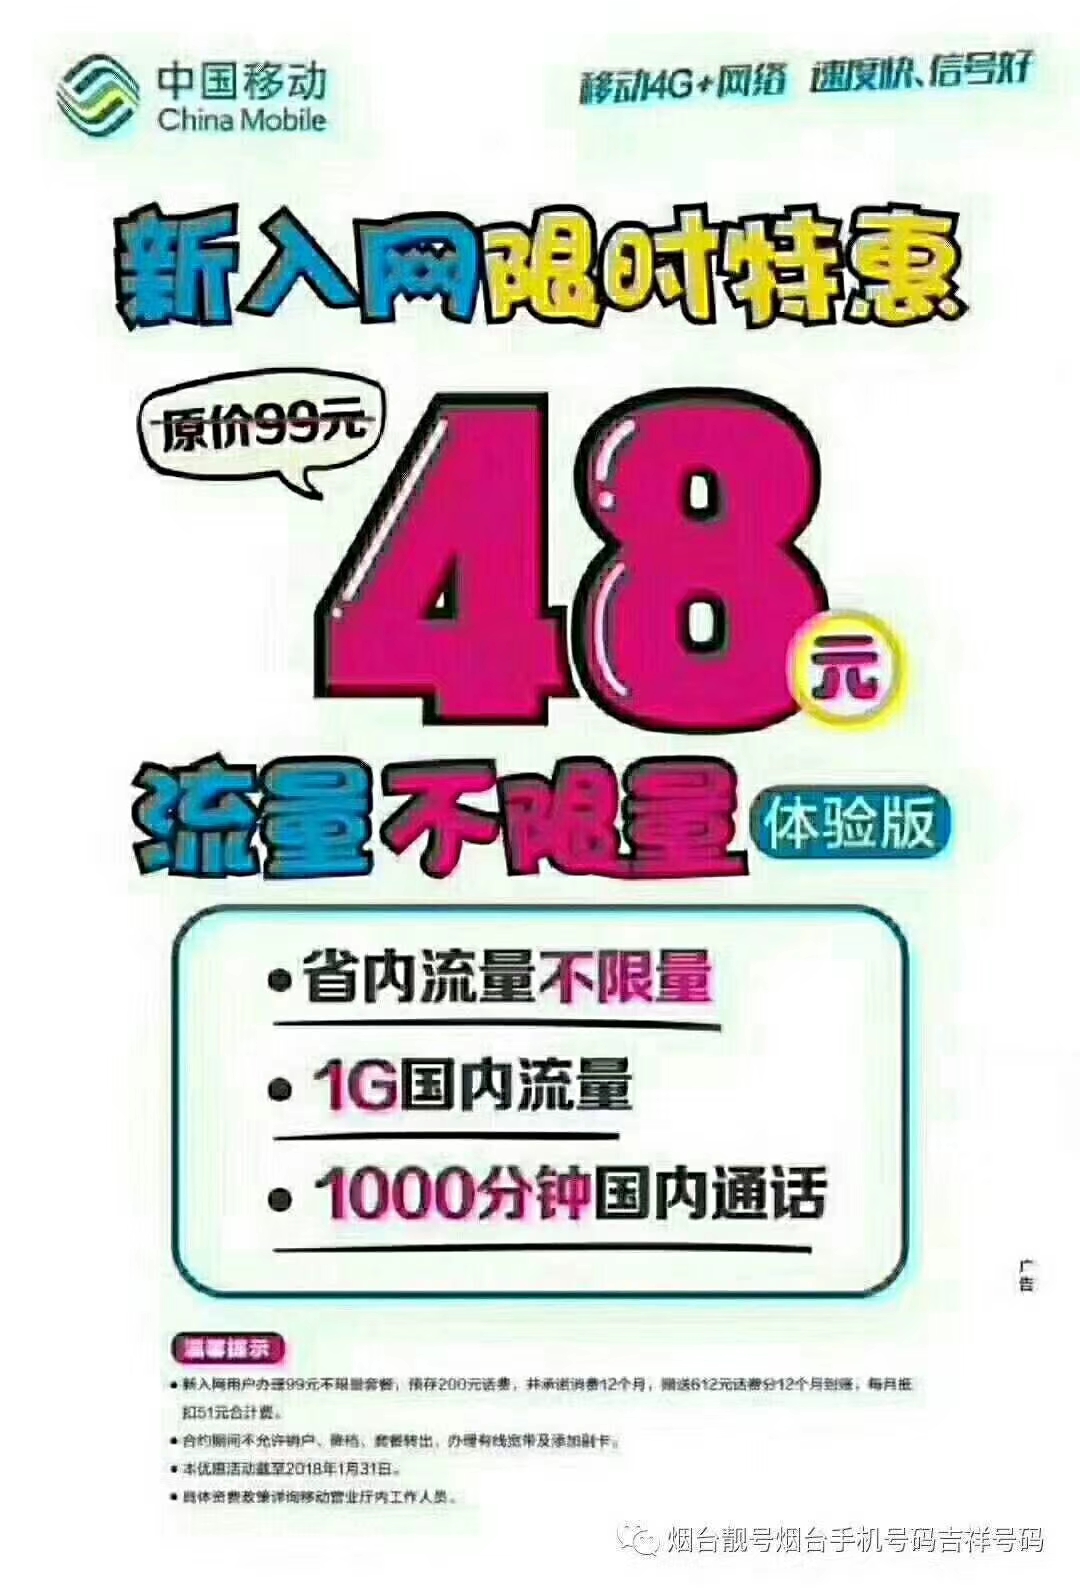 中国移动
China Mobile
移动4G+网络 速度快、信号好
新入网限时特惠
原价99元
48元
流量不限量 体验版
•省内流量不限量
•1G国内流量
•1000分钟国内通话
广告
温馨提示
•新入网用户办理99元不限量套餐，预存200元话费，并承诺消费12个月，赠送612元话费分12个月到账，每月抵
扣51元合计费。
•合约期间不允许销户、降档、套餐转出，办理有线宽带及添加副卡。
•本优惠活动截至2018年1月31日。
•具体资费政策详询移动营业厅内工作人员。
烟台靓号烟台手机号码吉祥号码